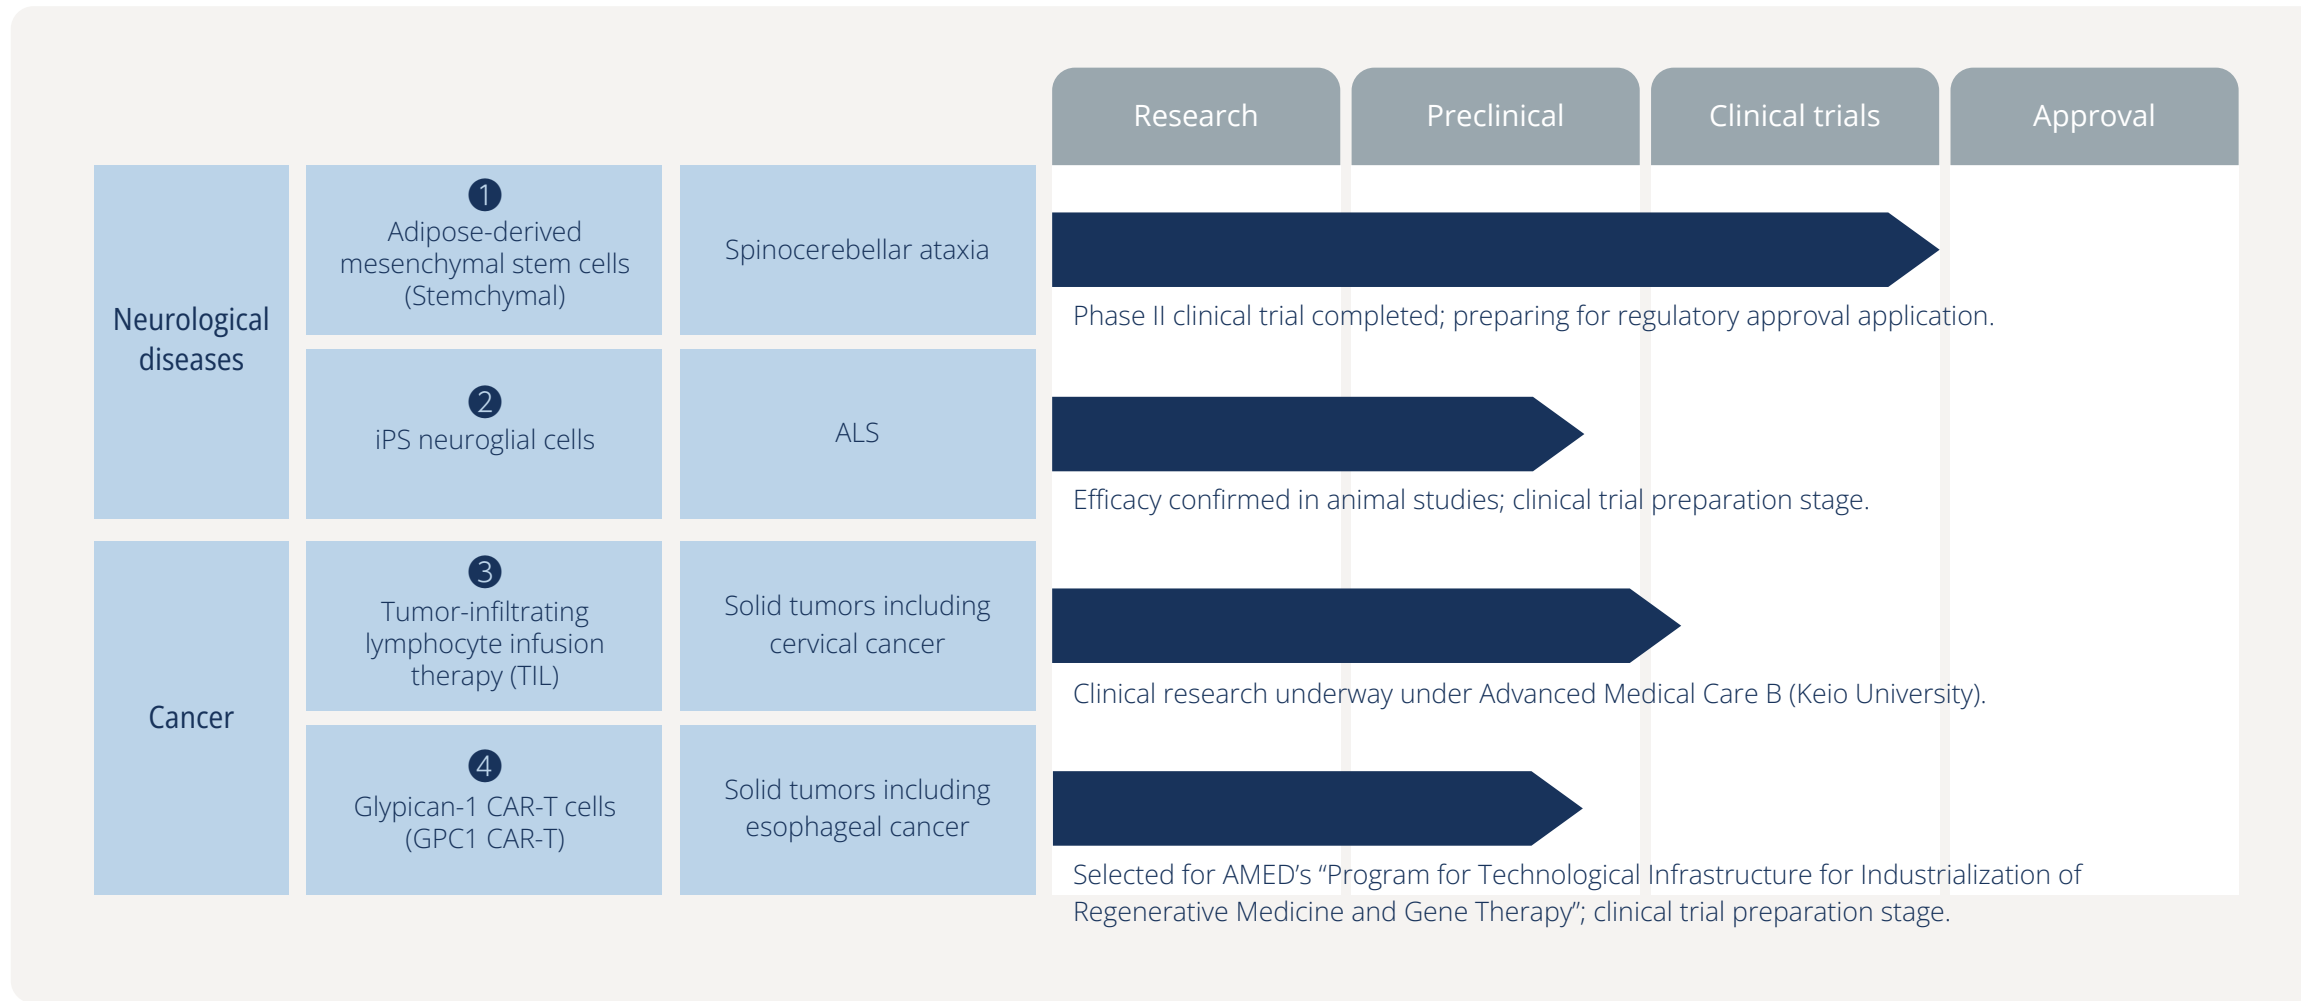 Research
Preclinical
Clinical trials
Approval
Neurological
diseases
1
Adipose-derived
mesenchymal stem cells
(Stemchymal)
Spinocerebellar ataxia
Phase II clinical trial completed; preparing for regulatory approval application.
2
iPS neuroglial cells
ALS
Efficacy confirmed in animal studies; clinical trial preparation stage.
Cancer
3
Tumor-infiltrating
lymphocyte infusion
therapy (TIL)
Solid tumors including
cervical cancer
Clinical research underway under Advanced Medical Care B (Keio University).
4
Glypican-1 CAR-T cells
(GPC1 CAR-T)
Solid tumors including
esophageal cancer
Selected for AMED’s “Program for Technological Infrastructure for Industrialization of
Regenerative Medicine and Gene Therapy”; clinical trial preparation stage.